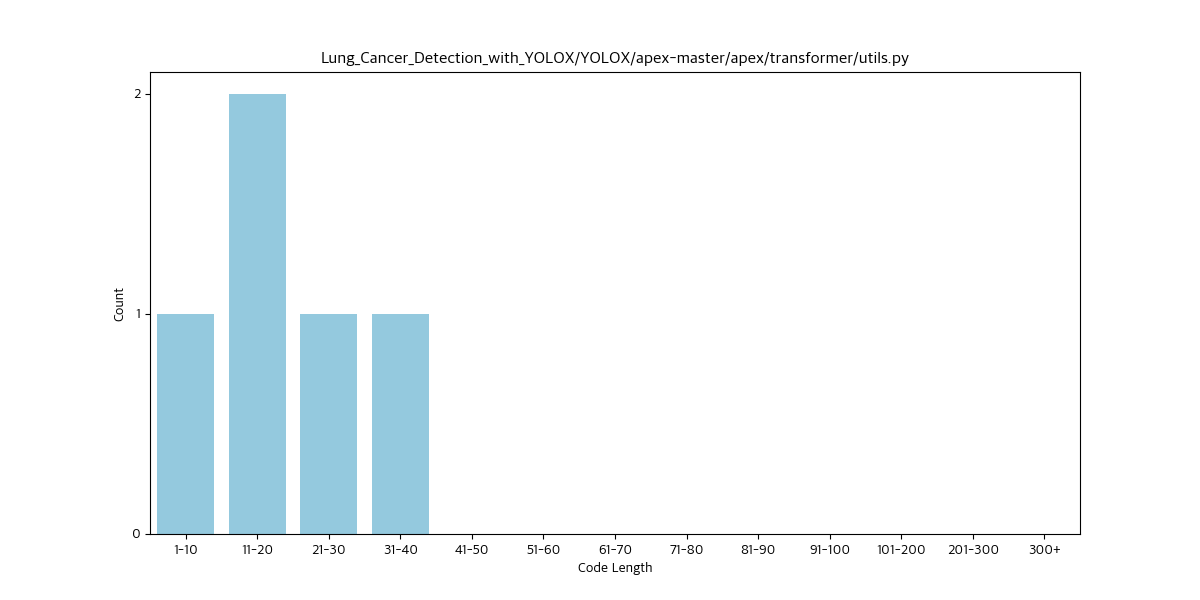 Lung_Cancer_Detection_with_YOLOX/YOLOX/apex-master/apex/transformer/utils.py
2
1
0
Count
1-10 11-20 21-30 31-40 41-50 51-60 61-70 71-80 81-90 91-100 101-200 201-300 300+
Code Length